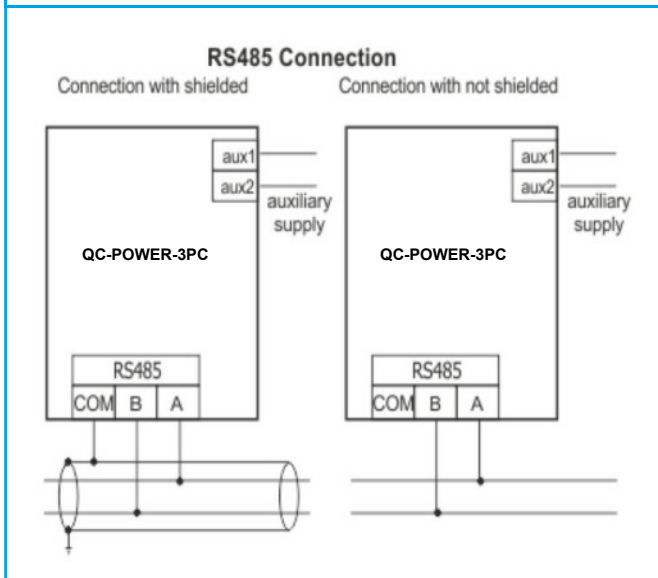 RS485 Connection
Connection with shielded
Connection with not shielded
aux1
aux2
auxiliary
supply
QC-POWER-3PC
RS485
COM B A
aux1
aux2
auxiliary
supply
QC-POWER-3PC
RS485
COM B A